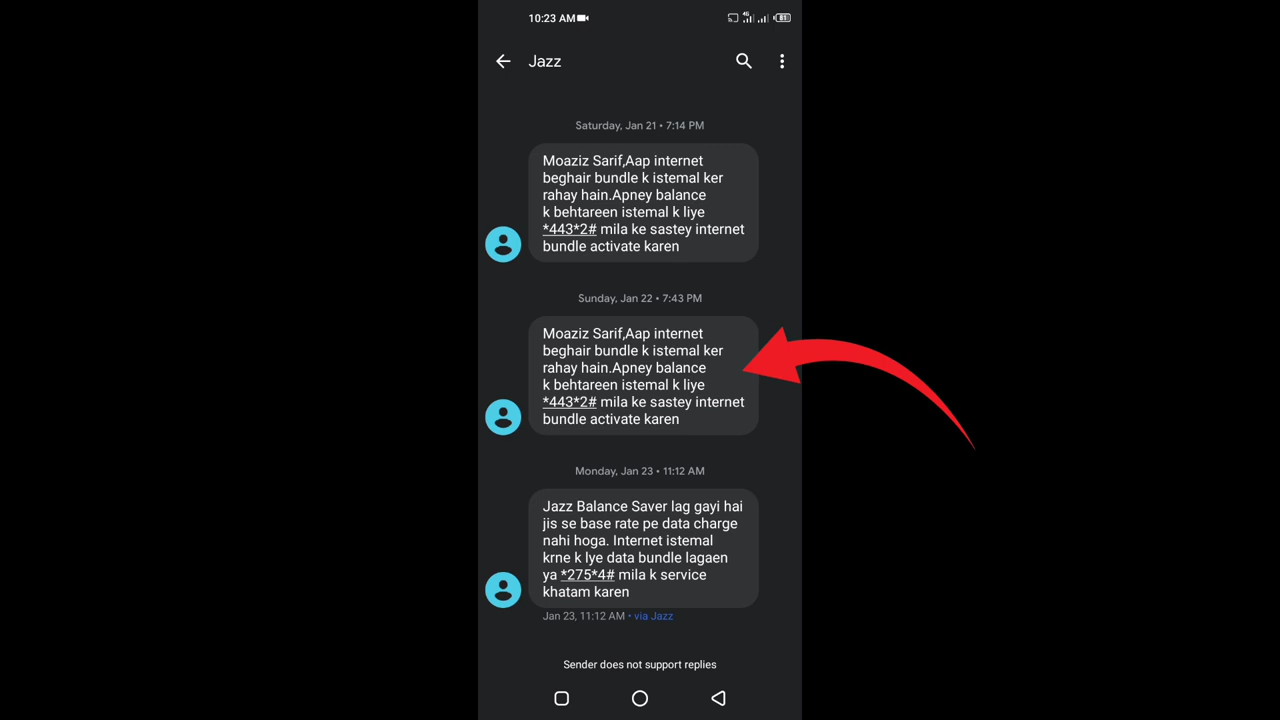 10:23 AM
4G
81
Jazz
Saturday, Jan 21 • 7:14 PM
Moaziz Sarif,Aap internet
beghair bundle k istemal ker
rahay hain.Apney balance
k behtareen istemal k liye
*443*2# mila ke sastey internet
bundle activate karen
Sunday, Jan 22 • 7:43 PM
Moaziz Sarif,Aap internet
beghair bundle k istemal ker
rahay hain.Apney balance
k behtareen istemal k liye
*443*2# mila ke sastey internet
bundle activate karen
Monday, Jan 23 • 11:12 AM
Jazz Balance Saver lag gayi hai
jis se base rate pe data charge
nahi hoga. Internet istemal
krne k lye data bundle lagaen
ya *275*4# mila k service
khatam karen
Jan 23, 11:12 AM • via Jazz
Sender does not support replies